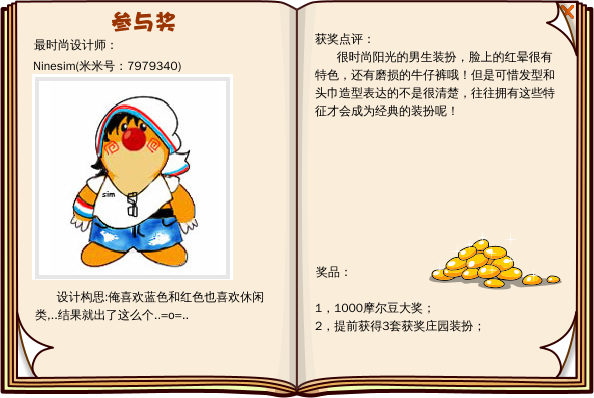 参与奖
最时尚设计师：
Ninesim(米米号：7979340)
sim
设计构思:俺喜欢蓝色和红色也喜欢休闲
类,..结果就出了这么个..=o=..
获奖点评：
很时尚阳光的男生装扮，脸上的红晕很有
特色，还有磨损的牛仔裤哦！但是可惜发型和
头巾造型表达的不是很清楚，往往拥有这些特
征才会成为经典的装扮呢！
奖品：
1，1000摩尔豆大奖；
2，提前获得3套获奖庄园装扮；